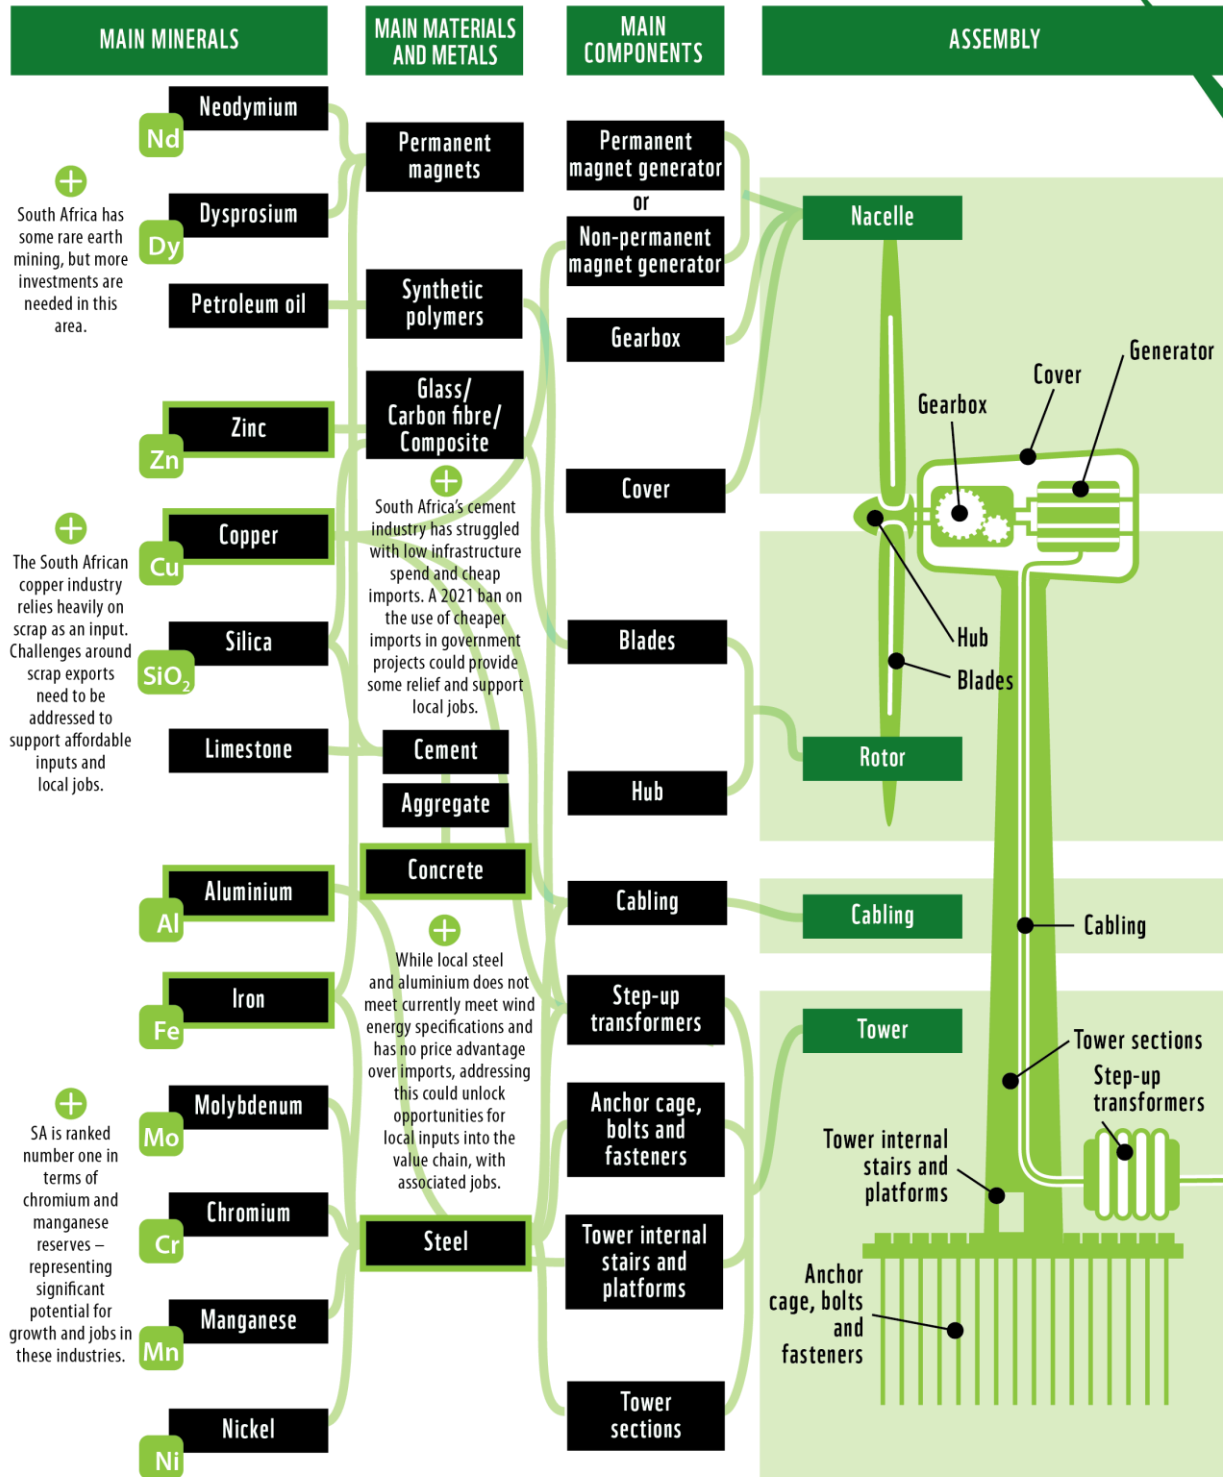 MAIN MINERALS
MAIN MATERIALS
AND METALS
MAIN
COMPONENTS
ASSEMBLY
Neodymium
Nd
South Africa has
some rare earth
mining, but more
investments are
needed in this
area.
Dysprosium
Dy
Petroleum oil
Zinc
Zn
Copper
Cu
The South African
copper industry
relies heavily on
scrap as an input.
Challenges around
scrap exports
need to be
addressed to
support affordable
inputs and
local jobs.
Silica
SiO₂
Limestone
Aluminium
Al
Iron
Fe
Molybdenum
Mo
SA is ranked
number one in
terms of
chromium and
manganese
reserves –
representing
significant
potential for
growth and jobs in
these industries.
Chromium
Cr
Manganese
Mn
Nickel
Ni
Permanent
magnets
Synthetic
polymers
Glass/
Carbon fibre/
Composite
South Africa's cement
industry has struggled
with low infrastructure
spend and cheap
imports. A 2021 ban on
the use of cheaper
imports in government
projects could provide
some relief and support
local jobs.
Cement
Aggregate
Concrete
While local steel
and aluminium does not
meet currently meet wind
energy specifications and
has no price advantage
over imports, addressing
this could unlock
opportunities for
local inputs into the
value chain, with
associated jobs.
Steel
Permanent
magnet generator
or
Non-permanent
magnet generator
Gearbox
Cover
Blades
Hub
Cabling
Step-up
transformers
Anchor cage,
bolts and
fasteners
Tower internal
stairs and
platforms
Tower
sections
Nacelle
Generator
Cover
Gearbox
Hub
Blades
Rotor
Cabling
Cabling
Tower
Tower sections
Step-up
transformers
Tower internal
stairs and
platforms
Anchor
cage, bolts
and
fasteners